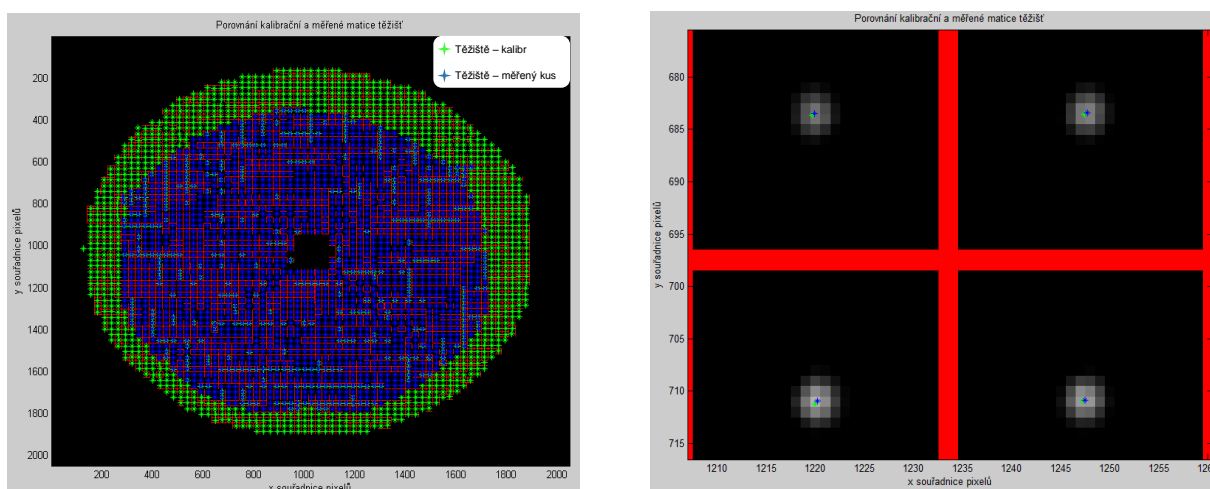 Porovnání kalibrační a měřené matice těžišť
Těžiště – kalibr
Těžiště – měřený kus
200
400
600
800
1000
1200
1400
1600
1800
2000
y souřadnice pixelů
200 400 600 800 1000 1200 1400 1600 1800 2000
x souřadnice pixelů
Porovnání kalibrační a měřené matice těžišť
680
685
690
695
700
705
710
715
y souřadnice pixelů
1210 1215 1220 1225 1230 1235 1240 1245 1250 1255
x souřadnice pixelů